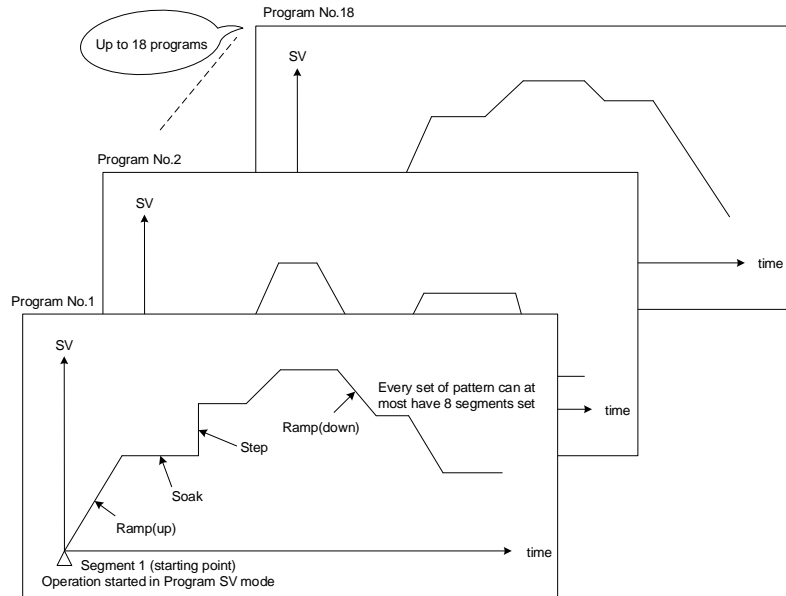 Program No.18
Up to 18 programs
SV
time
Program No.2
SV
time
Program No.1
SV
Every set of pattern can at
most have 8 segments set
Ramp(down)
Step
Soak
Ramp(up)
time
Segment 1 (starting point)
Operation started in Program SV mode